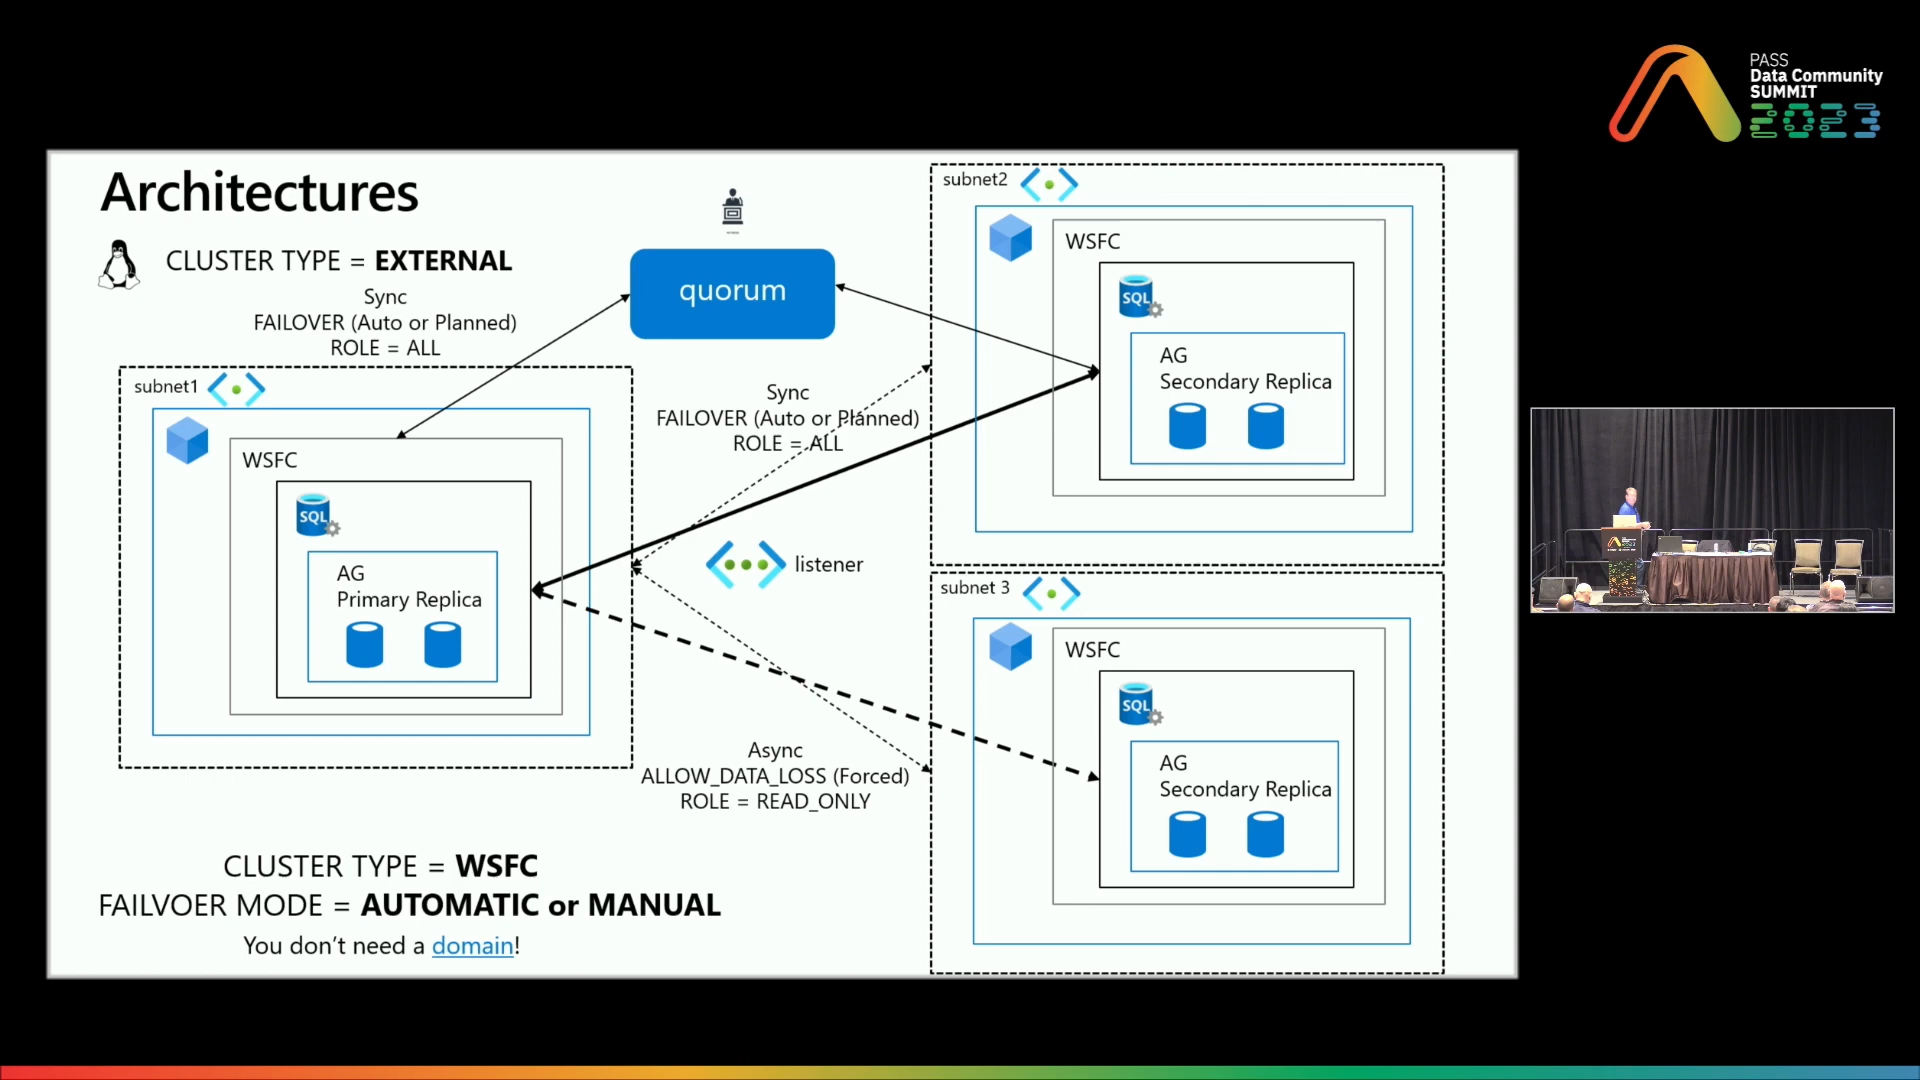 PASS
Data Community
SUMMIT
2023
Architectures
CLUSTER TYPE = EXTERNAL
Sync
FAILOVER (Auto or Planned)
ROLE = ALL
quorum
subnet1
WSFC
SQL
AG
Primary Replica
Sync
FAILOVER (Auto or Planned)
ROLE = ALL
listener
subnet2
WSFC
SQL
AG
Secondary Replica
subnet 3
WSFC
SQL
AG
Secondary Replica
Async
ALLOW_DATA_LOSS (Forced)
ROLE = READ_ONLY
CLUSTER TYPE = WSFC
FAILVOER MODE = AUTOMATIC or MANUAL
You don't need a domain!